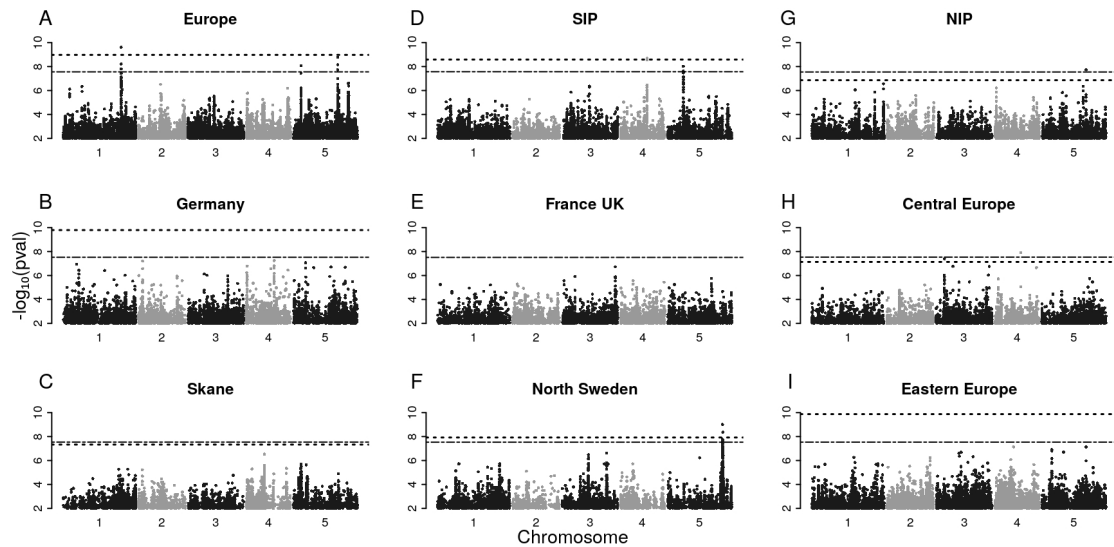 A Europe
D SIP
G NIP
2 4 6 8 10
1 2 3 4 5
2 4 6 8 10
1 2 3 4 5
2 4 6 8 10
1 2 3 4 5
B Germany
E France UK
H Central Europe
-log10(pval)
2 4 6 8 10
1 2 3 4 5
2 4 6 8 10
1 2 3 4 5
2 4 6 8 10
1 2 3 4 5
C Skane
F North Sweden
I Eastern Europe
2 4 6 8 10
1 2 3 4 5
2 4 6 8 10
1 2 3 4 5
2 4 6 8 10
1 2 3 4 5
Chromosome